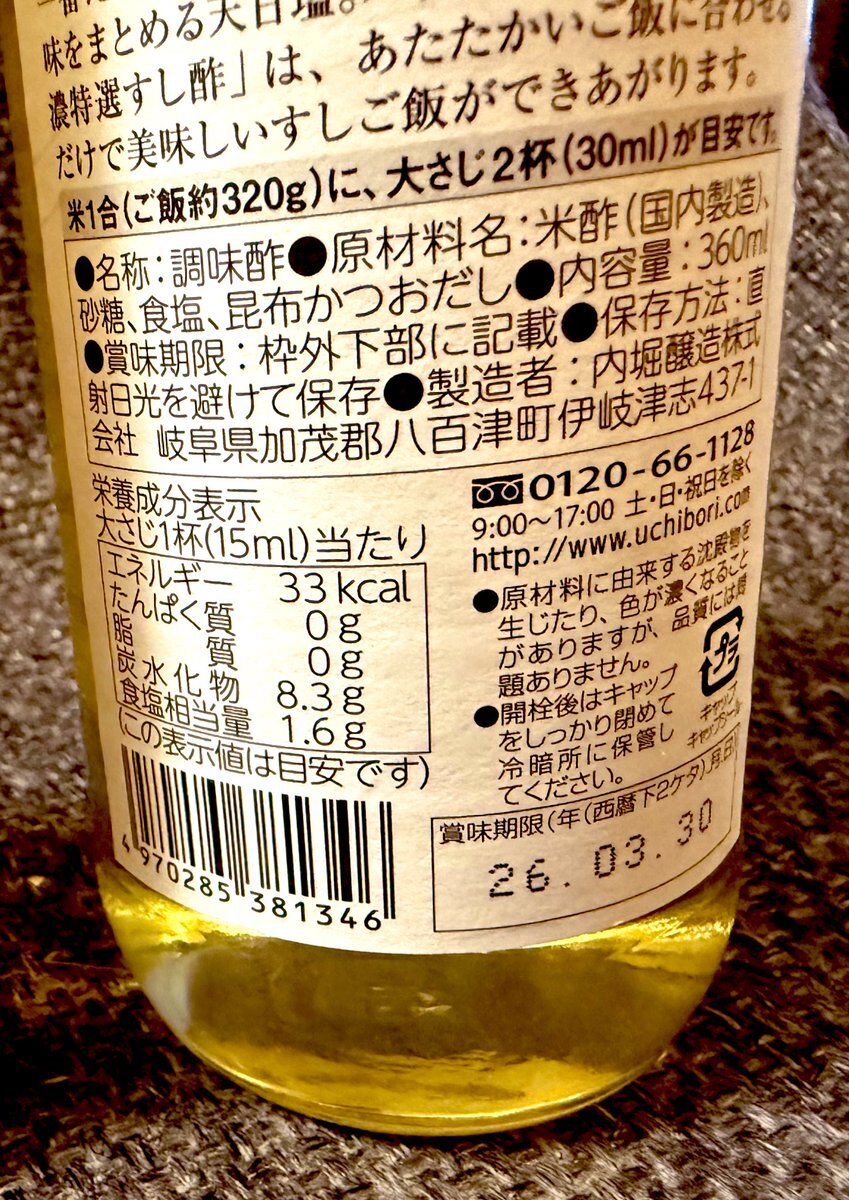 味をまとめる天日塩。
濃特選すし酢」は、あたたかいご飯に合わせる
だけで美味しいすしご飯ができあがります。
米1合(ご飯約320g)に、大さじ2杯(30ml)が目安です。
●名称:調味酢●原材料名:米酢(国内製造)、
砂糖、食塩、昆布かつおだし●内容量:360ml
●賞味期限:枠外下部に記載●保存方法:直
射日光を避けて保存●製造者:内堀醸造株式
会社 岐阜県加茂郡八百津町伊岐津志437-1
栄養成分表示
大さじ1杯(15ml)当たり
エネルギー 33kcal
たんぱく質 0g
脂質 0g
炭水化物 8.3g
食塩相当量 1.6g
(この表示値は目安です)
4 970285 381346
0120-66-1128
9:00~17:00 土・日・祝日を除く
http://www.uchibori.com
●原材料に由来する沈殿物を
生じたり、色が濃くなること
がありますが、品質には問
題ありません。
●開栓後はキャップ
をしっかり閉めて
冷暗所に保管し
てください。
プラ
キャップ
キャップシール
賞味期限(年(西暦下2ケタ).月.日)
26.03.30